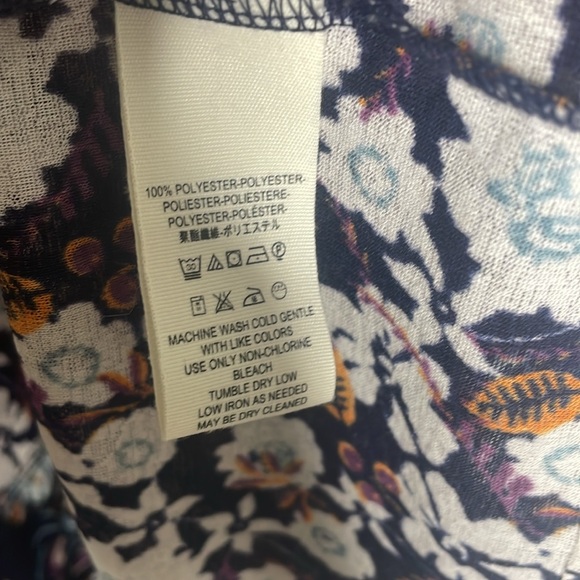 100% POLYESTER-POLYESTER-
POLIESTER-POLIESTERE-
POLYESTER-POLÉSTER-
聚酯纖維-ポリエステル
30
MACHINE WASH COLD GENTLE
WITH LIKE COLORS
USE ONLY NON-CHLORINE
BLEACH
TUMBLE DRY LOW
LOW IRON AS NEEDED
MAY BE DRY CLEANED